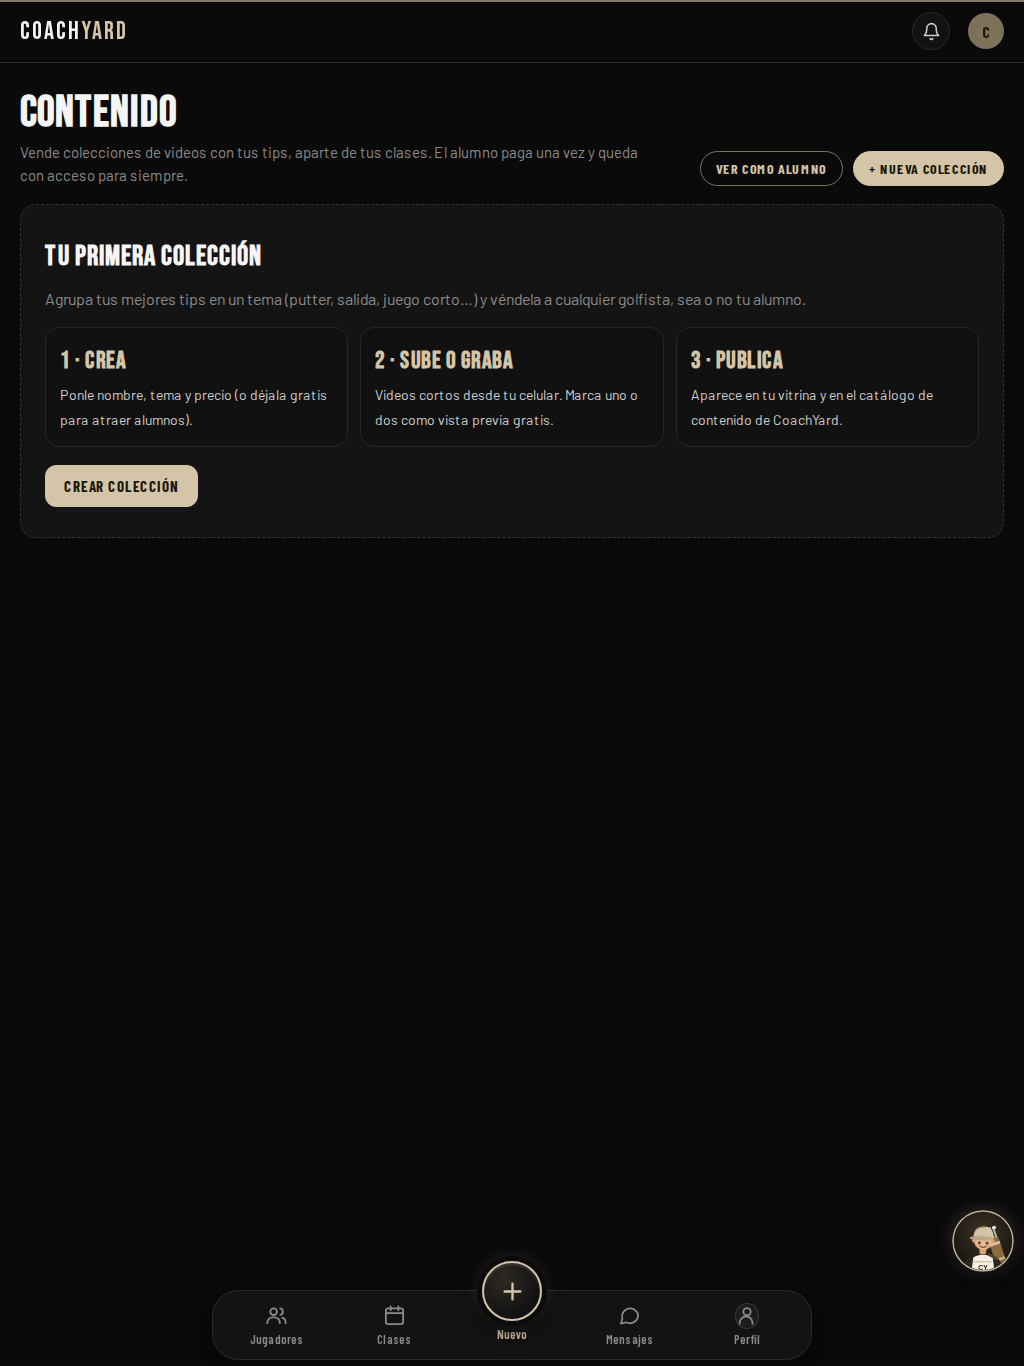 COACHYARD
C
CONTENIDO
Vende colecciones de videos con tus tips, aparte de tus clases. El alumno paga una vez y queda
con acceso para siempre.
VER COMO ALUMNO
+ NUEVA COLECCIÓN
TU PRIMERA COLECCIÓN
Agrupa tus mejores tips en un tema (putter, salida, juego corto...) y véndela a cualquier golfista, sea o no tu alumno.
1 · CREA
Ponle nombre, tema y precio (o déjala gratis
para atraer alumnos).
2 · SUBE O GRABA
Videos cortos desde tu celular. Marca uno o
dos como vista previa gratis.
3 · PUBLICA
Aparece en tu vitrina y en el catálogo de
contenido de CoachYard.
CREAR COLECCIÓN
CY
Jugadores
Clases
Nuevo
Mensajes
Perfil